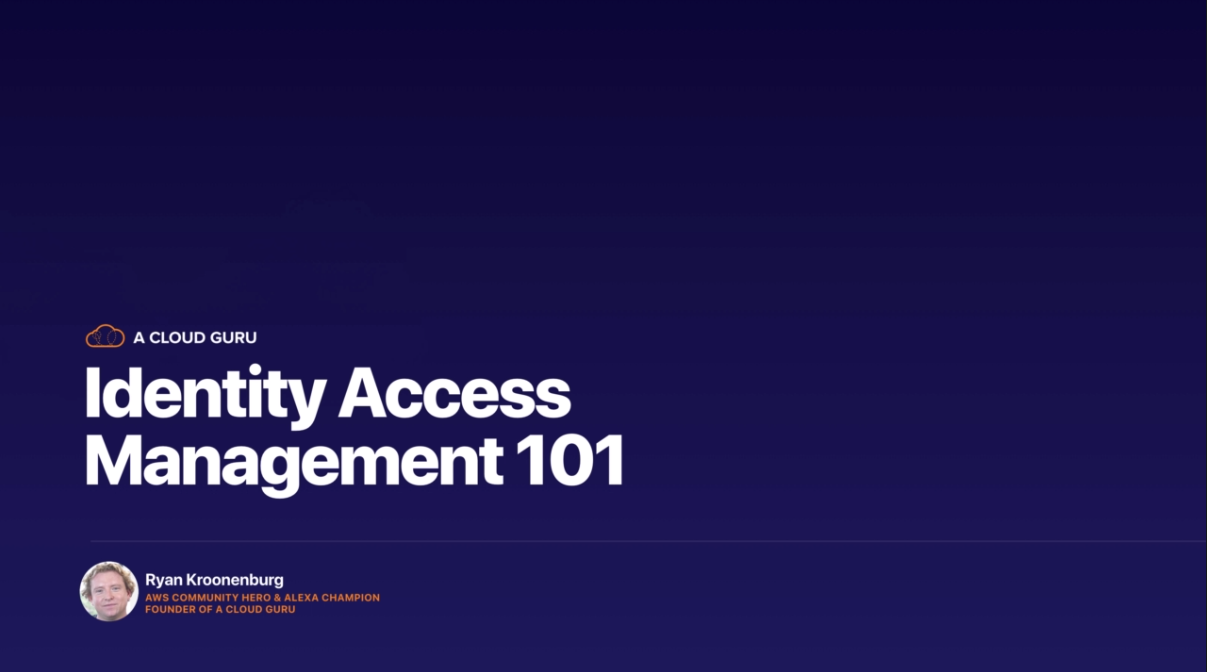 A CLOUD GURU
Identity Access
Management 101
Ryan Kroonenburg
AWS COMMUNITY HERO & ALEXA CHAMPION
FOUNDER OF A CLOUD GURU